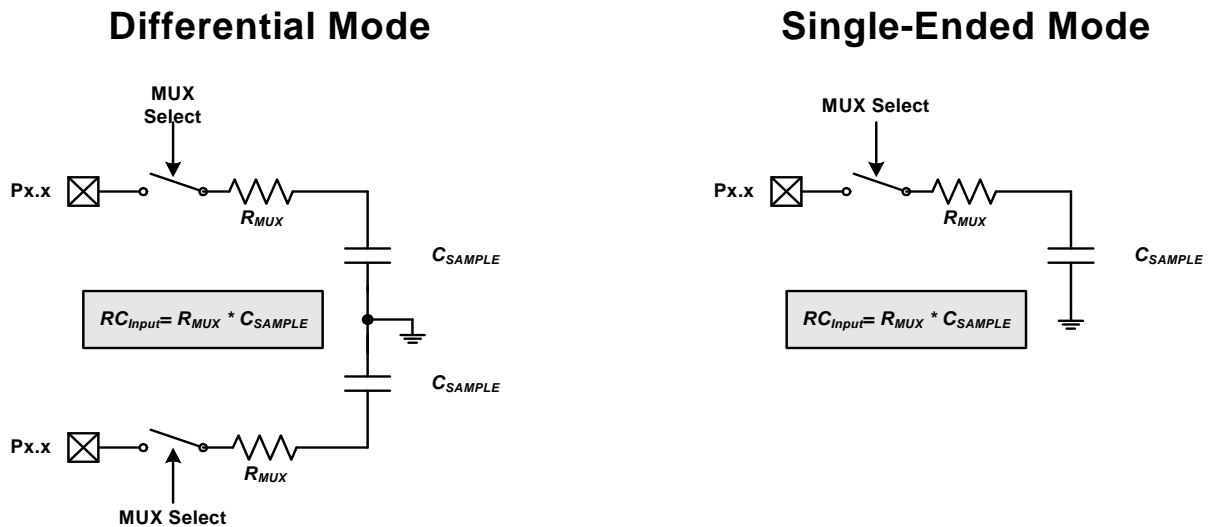 Differential Mode
MUX
Select
Px.x
RMUX
CSAMPLE
RCInput= RMUX * CSAMPLE
CSAMPLE
Px.x
RMUX
MUX Select
Single-Ended Mode
MUX Select
Px.x
RMUX
CSAMPLE
RCInput= RMUX * CSAMPLE